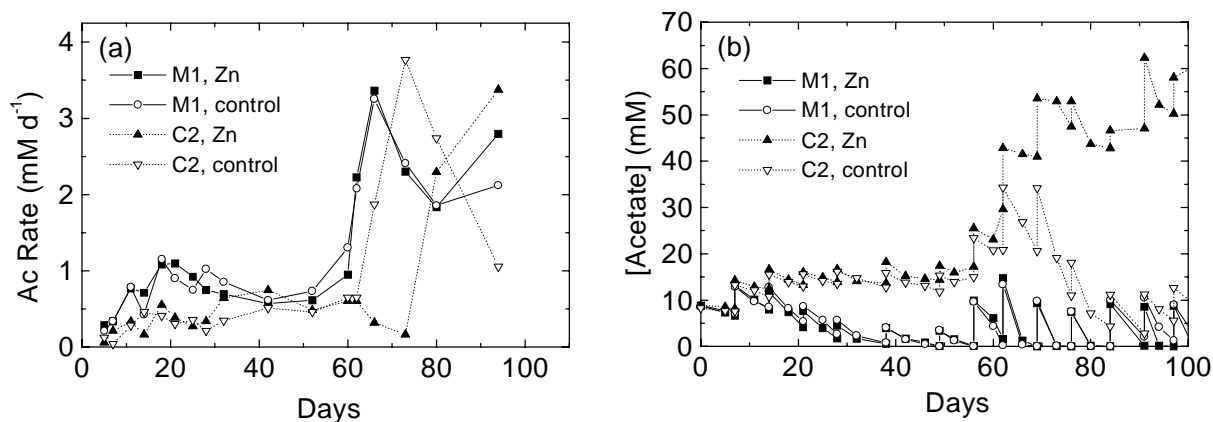 (a)
M1, Zn
M1, control
C2, Zn
C2, control
Ac Rate (mM d-1)
4
3
2
1
0
0 20 40 60 80 100
Days
(b)
M1, Zn
M1, control
C2, Zn
C2, control
[Acetate] (mM)
70
60
50
40
30
20
10
0
0 20 40 60 80 100
Days